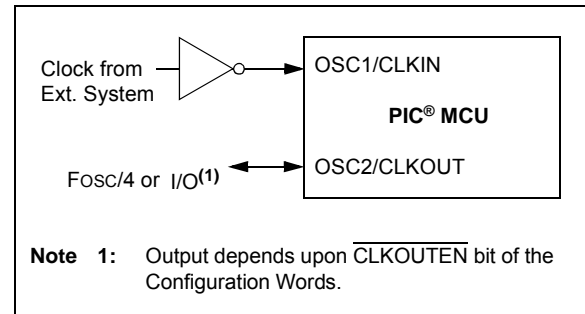 Clock from
Ext. System
OSC1/CLKIN
PIC® MCU
FOSC/4 or I/O(1)
OSC2/CLKOUT
Note 1: Output depends upon CLKOUTEN bit of the
Configuration Words.